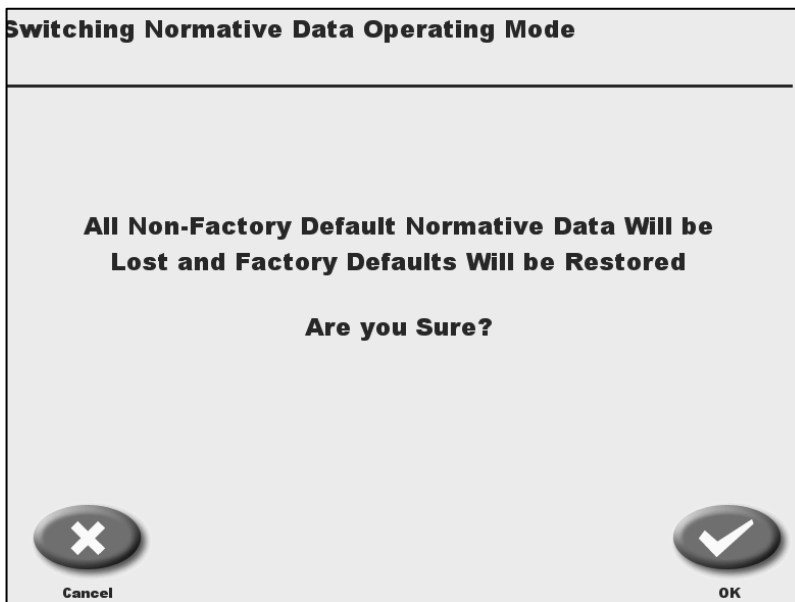 Switching Normative Data Operating Mode
All Non-Factory Default Normative Data Will be
Lost and Factory Defaults Will be Restored
Are you Sure?
Cancel
OK